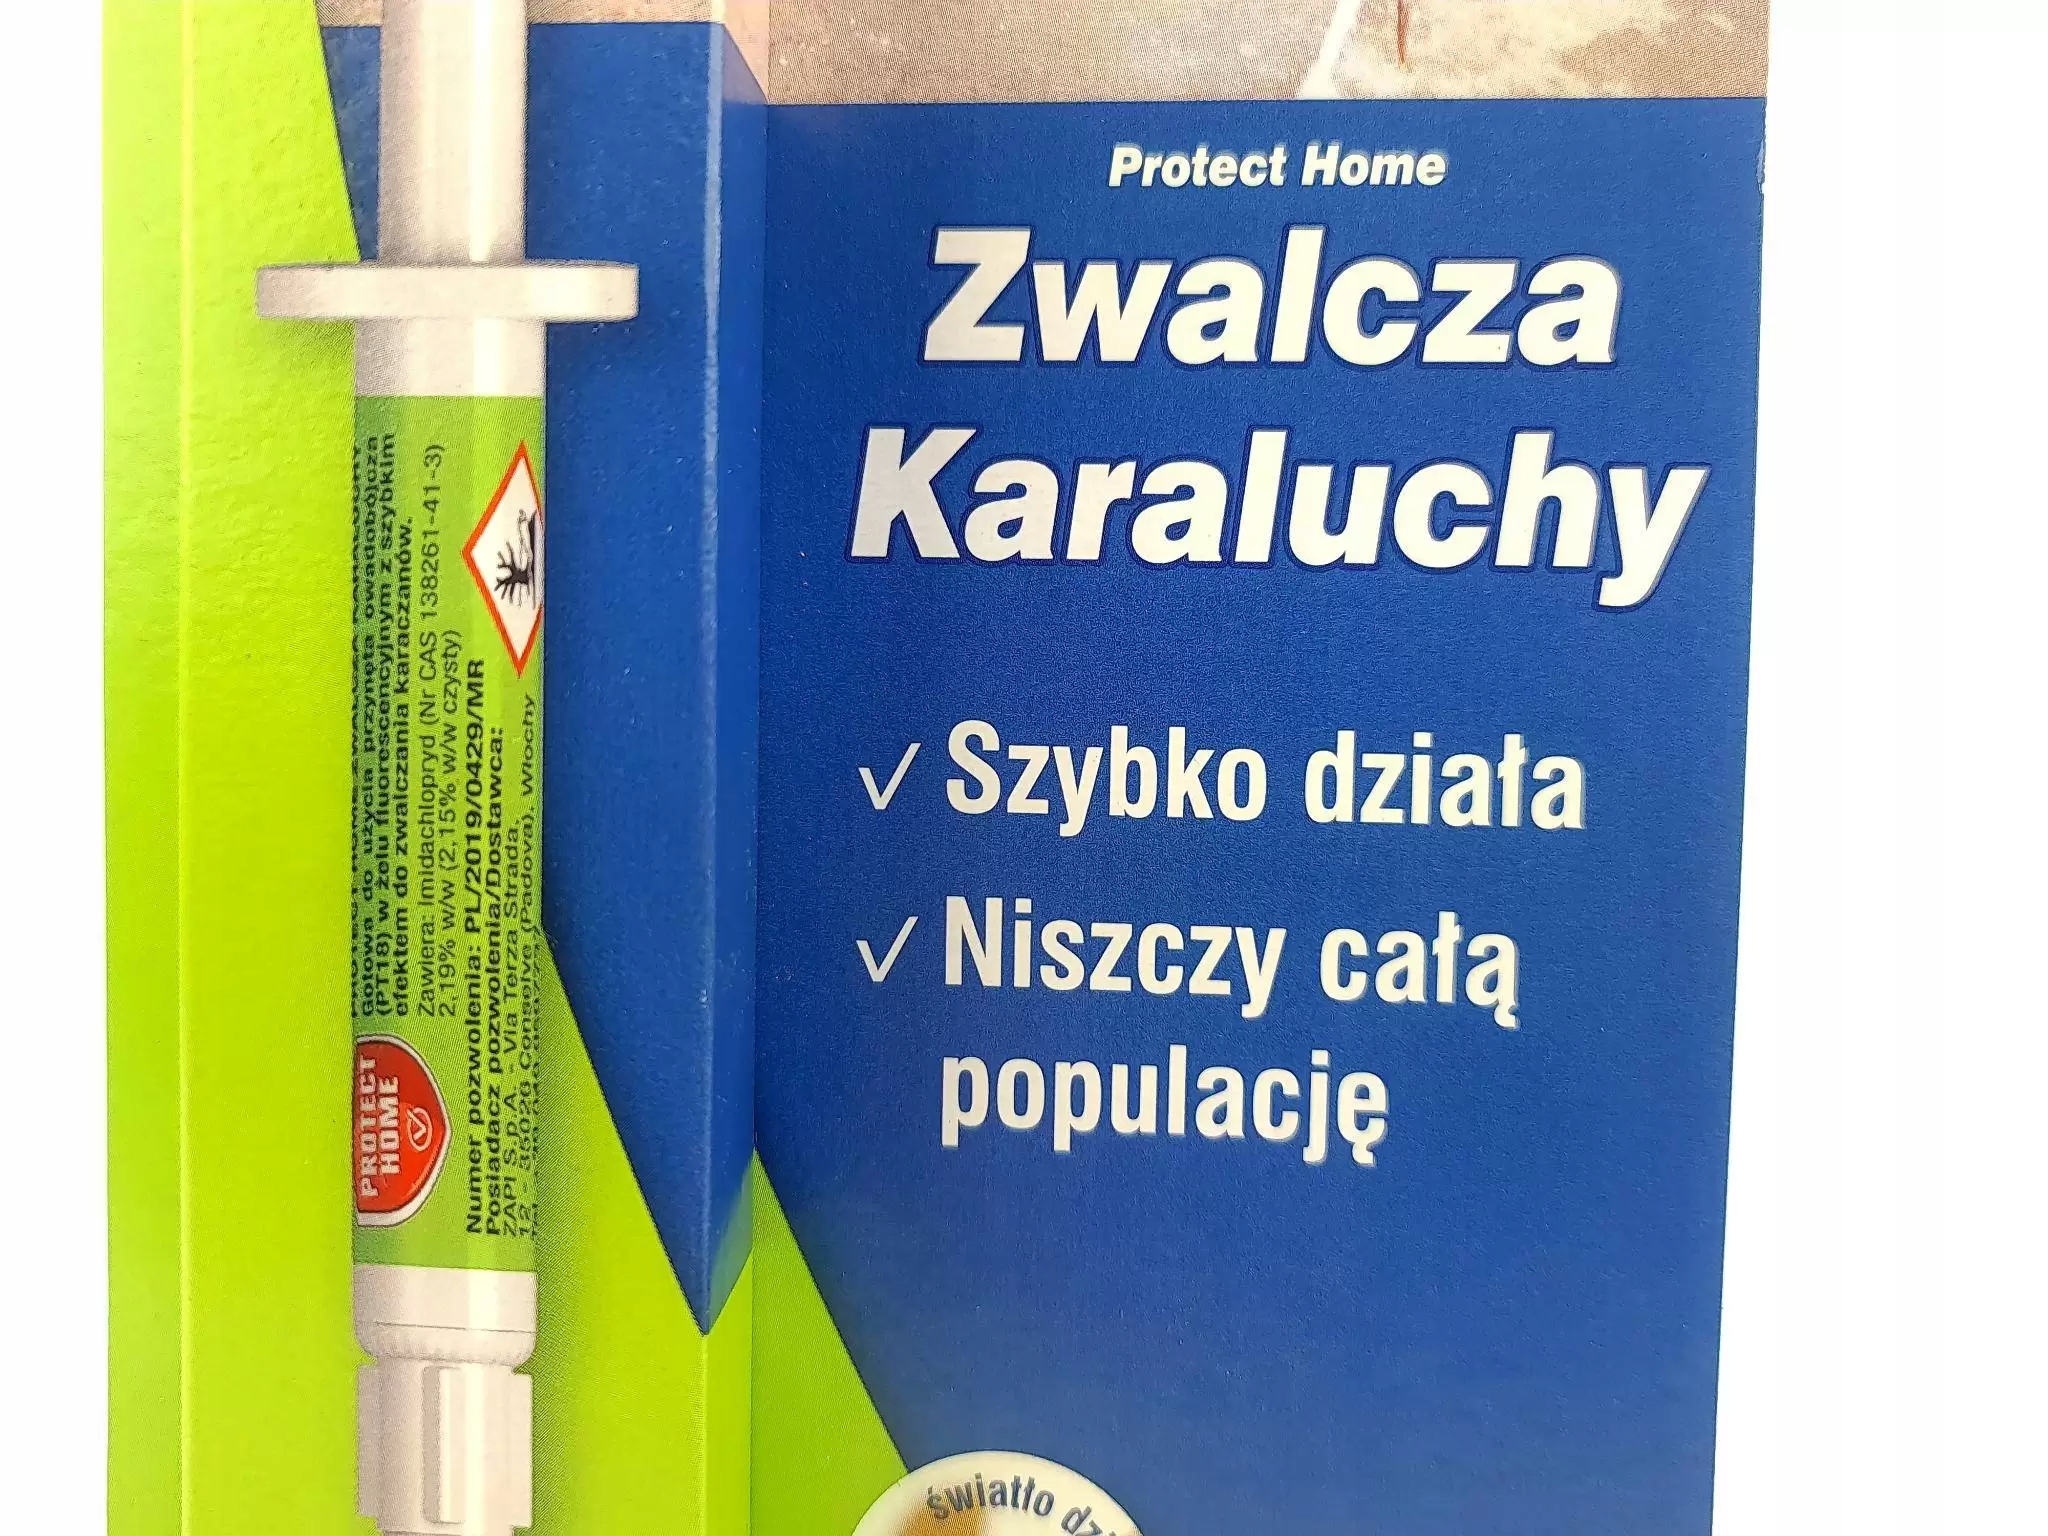 Protect Home
Zwalcza
Karaluchy
✓ Szybko działa
✓ Niszczy całą
populację
światło
PROTECT
HOME
Gotowa do użycia przynęta owadobójcza
(PT18) w żelu fluorescencyjnym z szybkim
efektem do zwalczania karaczanów.
Zawiera: Imidachlopryd (Nr CAS 138261-41-3)
2,19% w/w (2,15% w/w czysty)
Numer pozwolenia: PL/2019/0429/MR
Posiadacz pozwolenia/Dostawca:
ZAPI S.p.A. - Via Terza Strada,
12 - 35026 Conselve (Padova), Włochy